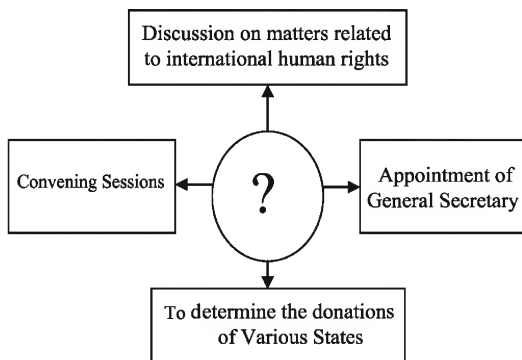 Discussion on matters related
to international human rights
Convening Sessions
?
Appointment of
General Secretary
To determine the donations
of Various States